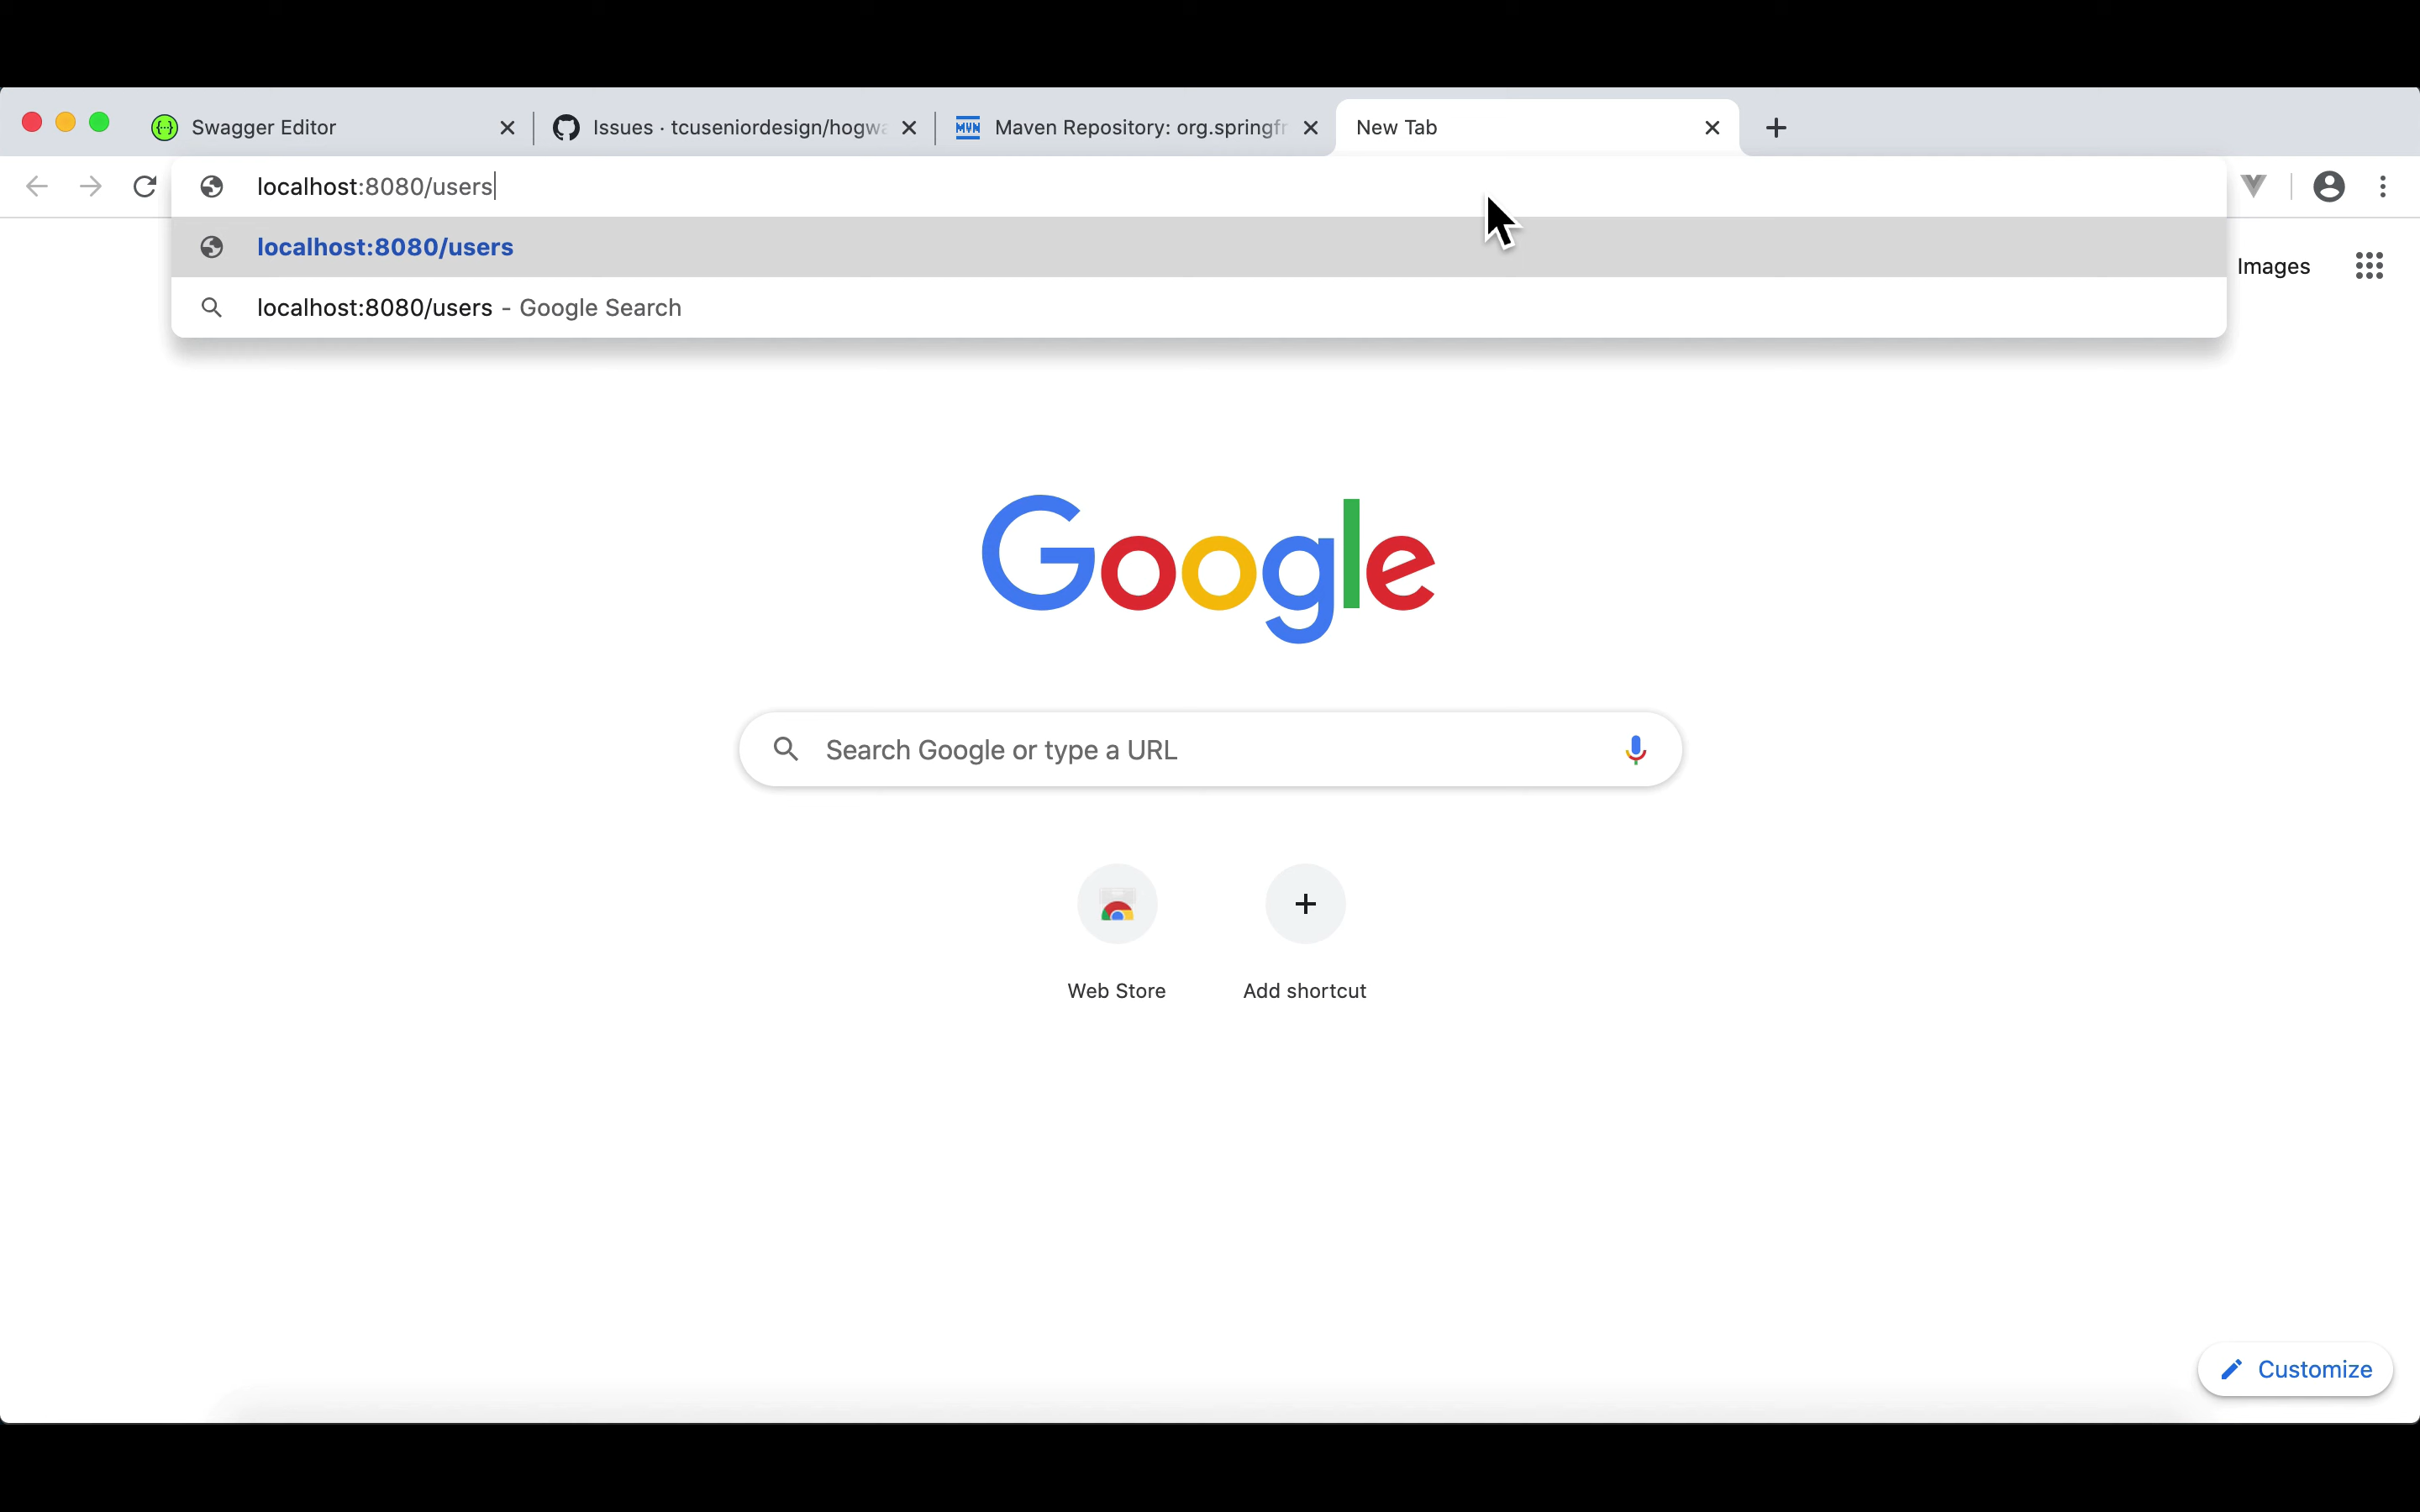 Swagger Editor
Issues · tcuseniordesign/hogwa
Maven Repository: org.springfr
New Tab
localhost:8080/users
localhost:8080/users
localhost:8080/users - Google Search
Images
Google
Search Google or type a URL
Web Store
Add shortcut
Customize